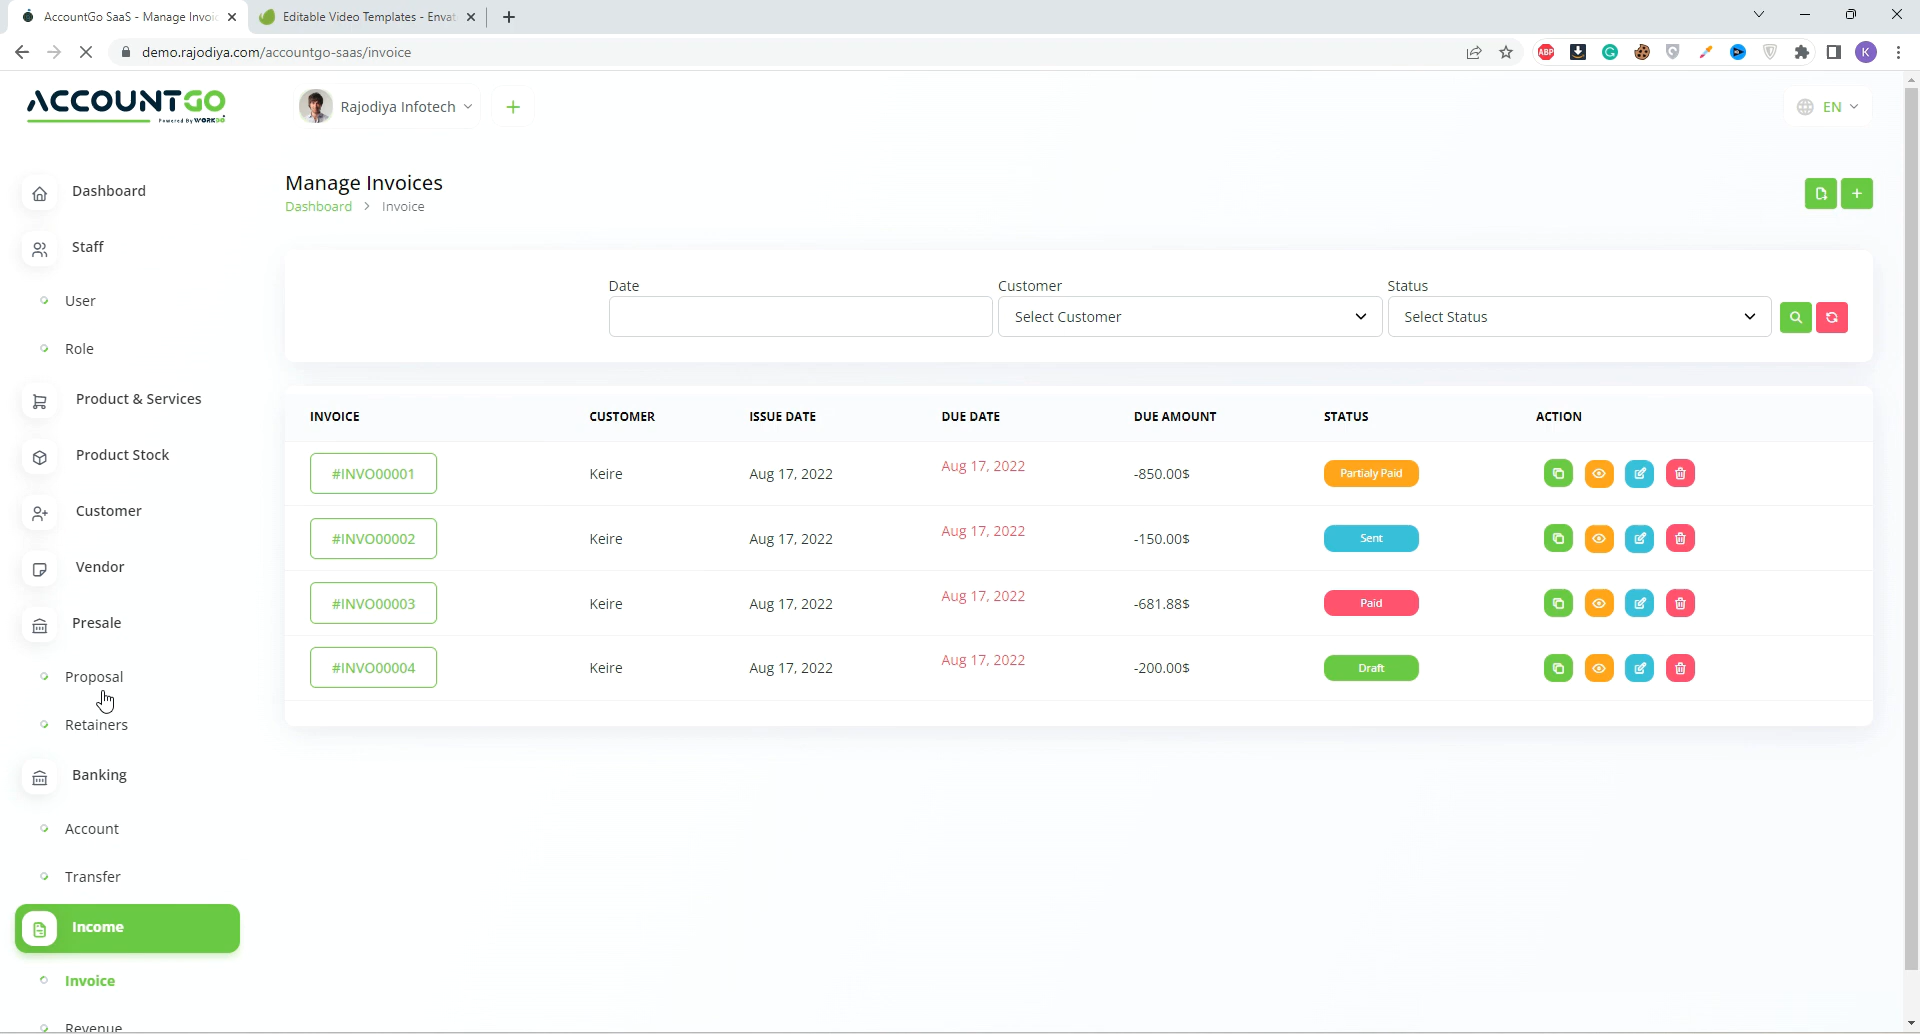 AccountGo SaaS - Manage Invoic
Editable Video Templates - Envat
demo.rajodiya.com/accountgo-saas/invoice
ABP
K
ACCOUNTGO
Powered By WORKDO
Rajodiya Infotech
EN
Dashboard
Staff
User
Role
Product & Services
Product Stock
Customer
Vendor
Presale
Proposal
Retainers
Banking
Account
Transfer
Income
Invoice
Revenue
Manage Invoices
Dashboard > Invoice
Date Customer Status
Select Customer Select Status
INVOICE CUSTOMER ISSUE DATE DUE DATE DUE AMOUNT STATUS ACTION
#INVO00001 Keire Aug 17, 2022 Aug 17, 2022 -850.00$ Partialy Paid
#INVO00002 Keire Aug 17, 2022 Aug 17, 2022 -150.00$ Sent
#INVO00003 Keire Aug 17, 2022 Aug 17, 2022 -681.88$ Paid
#INVO00004 Keire Aug 17, 2022 Aug 17, 2022 -200.00$ Draft